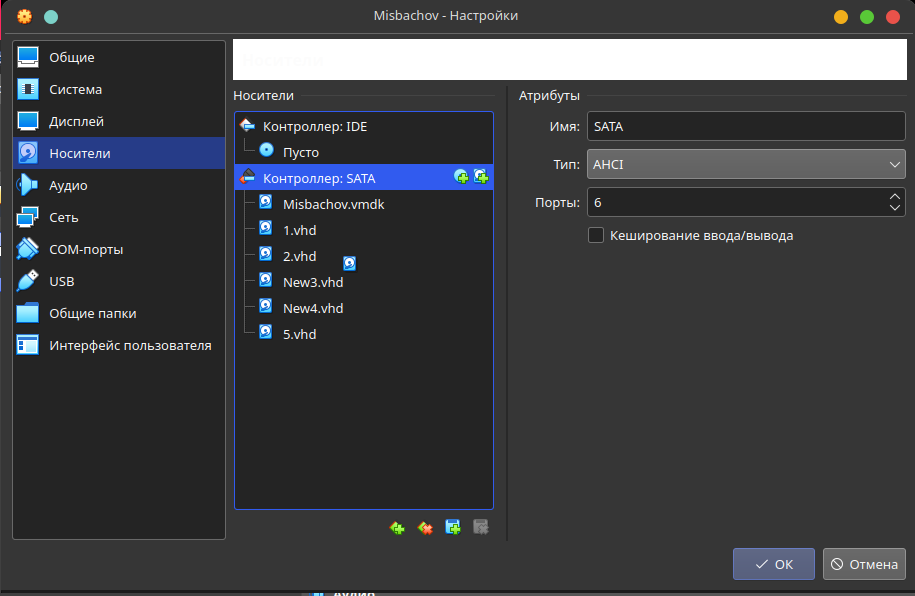 Misbachov - Настройки
Общие
Система
Дисплей
Носители
Аудио
Сеть
COM-порты
USB
Общие папки
Интерфейс пользователя
Носители
Контроллер: IDE
Пусто
Контроллер: SATA
Misbachov.vmdk
1.vhd
2.vhd
New3.vhd
New4.vhd
5.vhd
Атрибуты
Имя: SATA
Тип: AHCI
Порты: 6
Кеширование ввода/вывода
OK
Отмена
Аудио